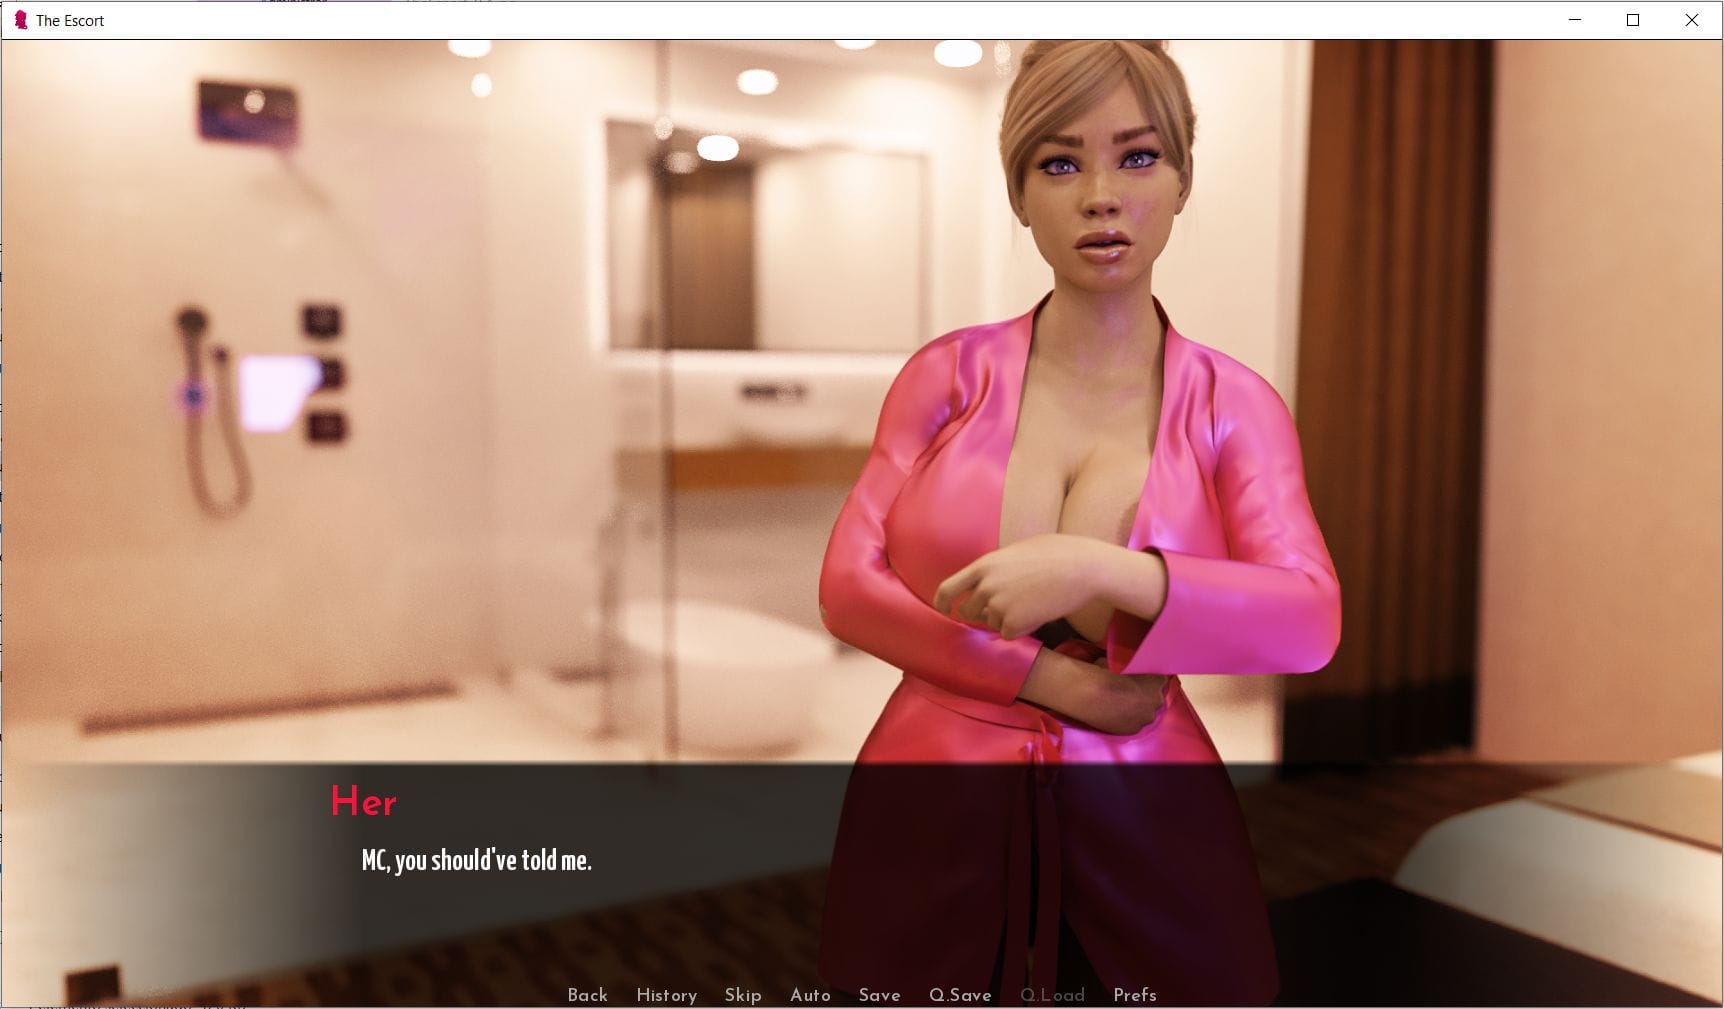 The Escort
Her
MC, you should've told me.
Back History Skip Auto Save Q.Save Q.Load Prefs